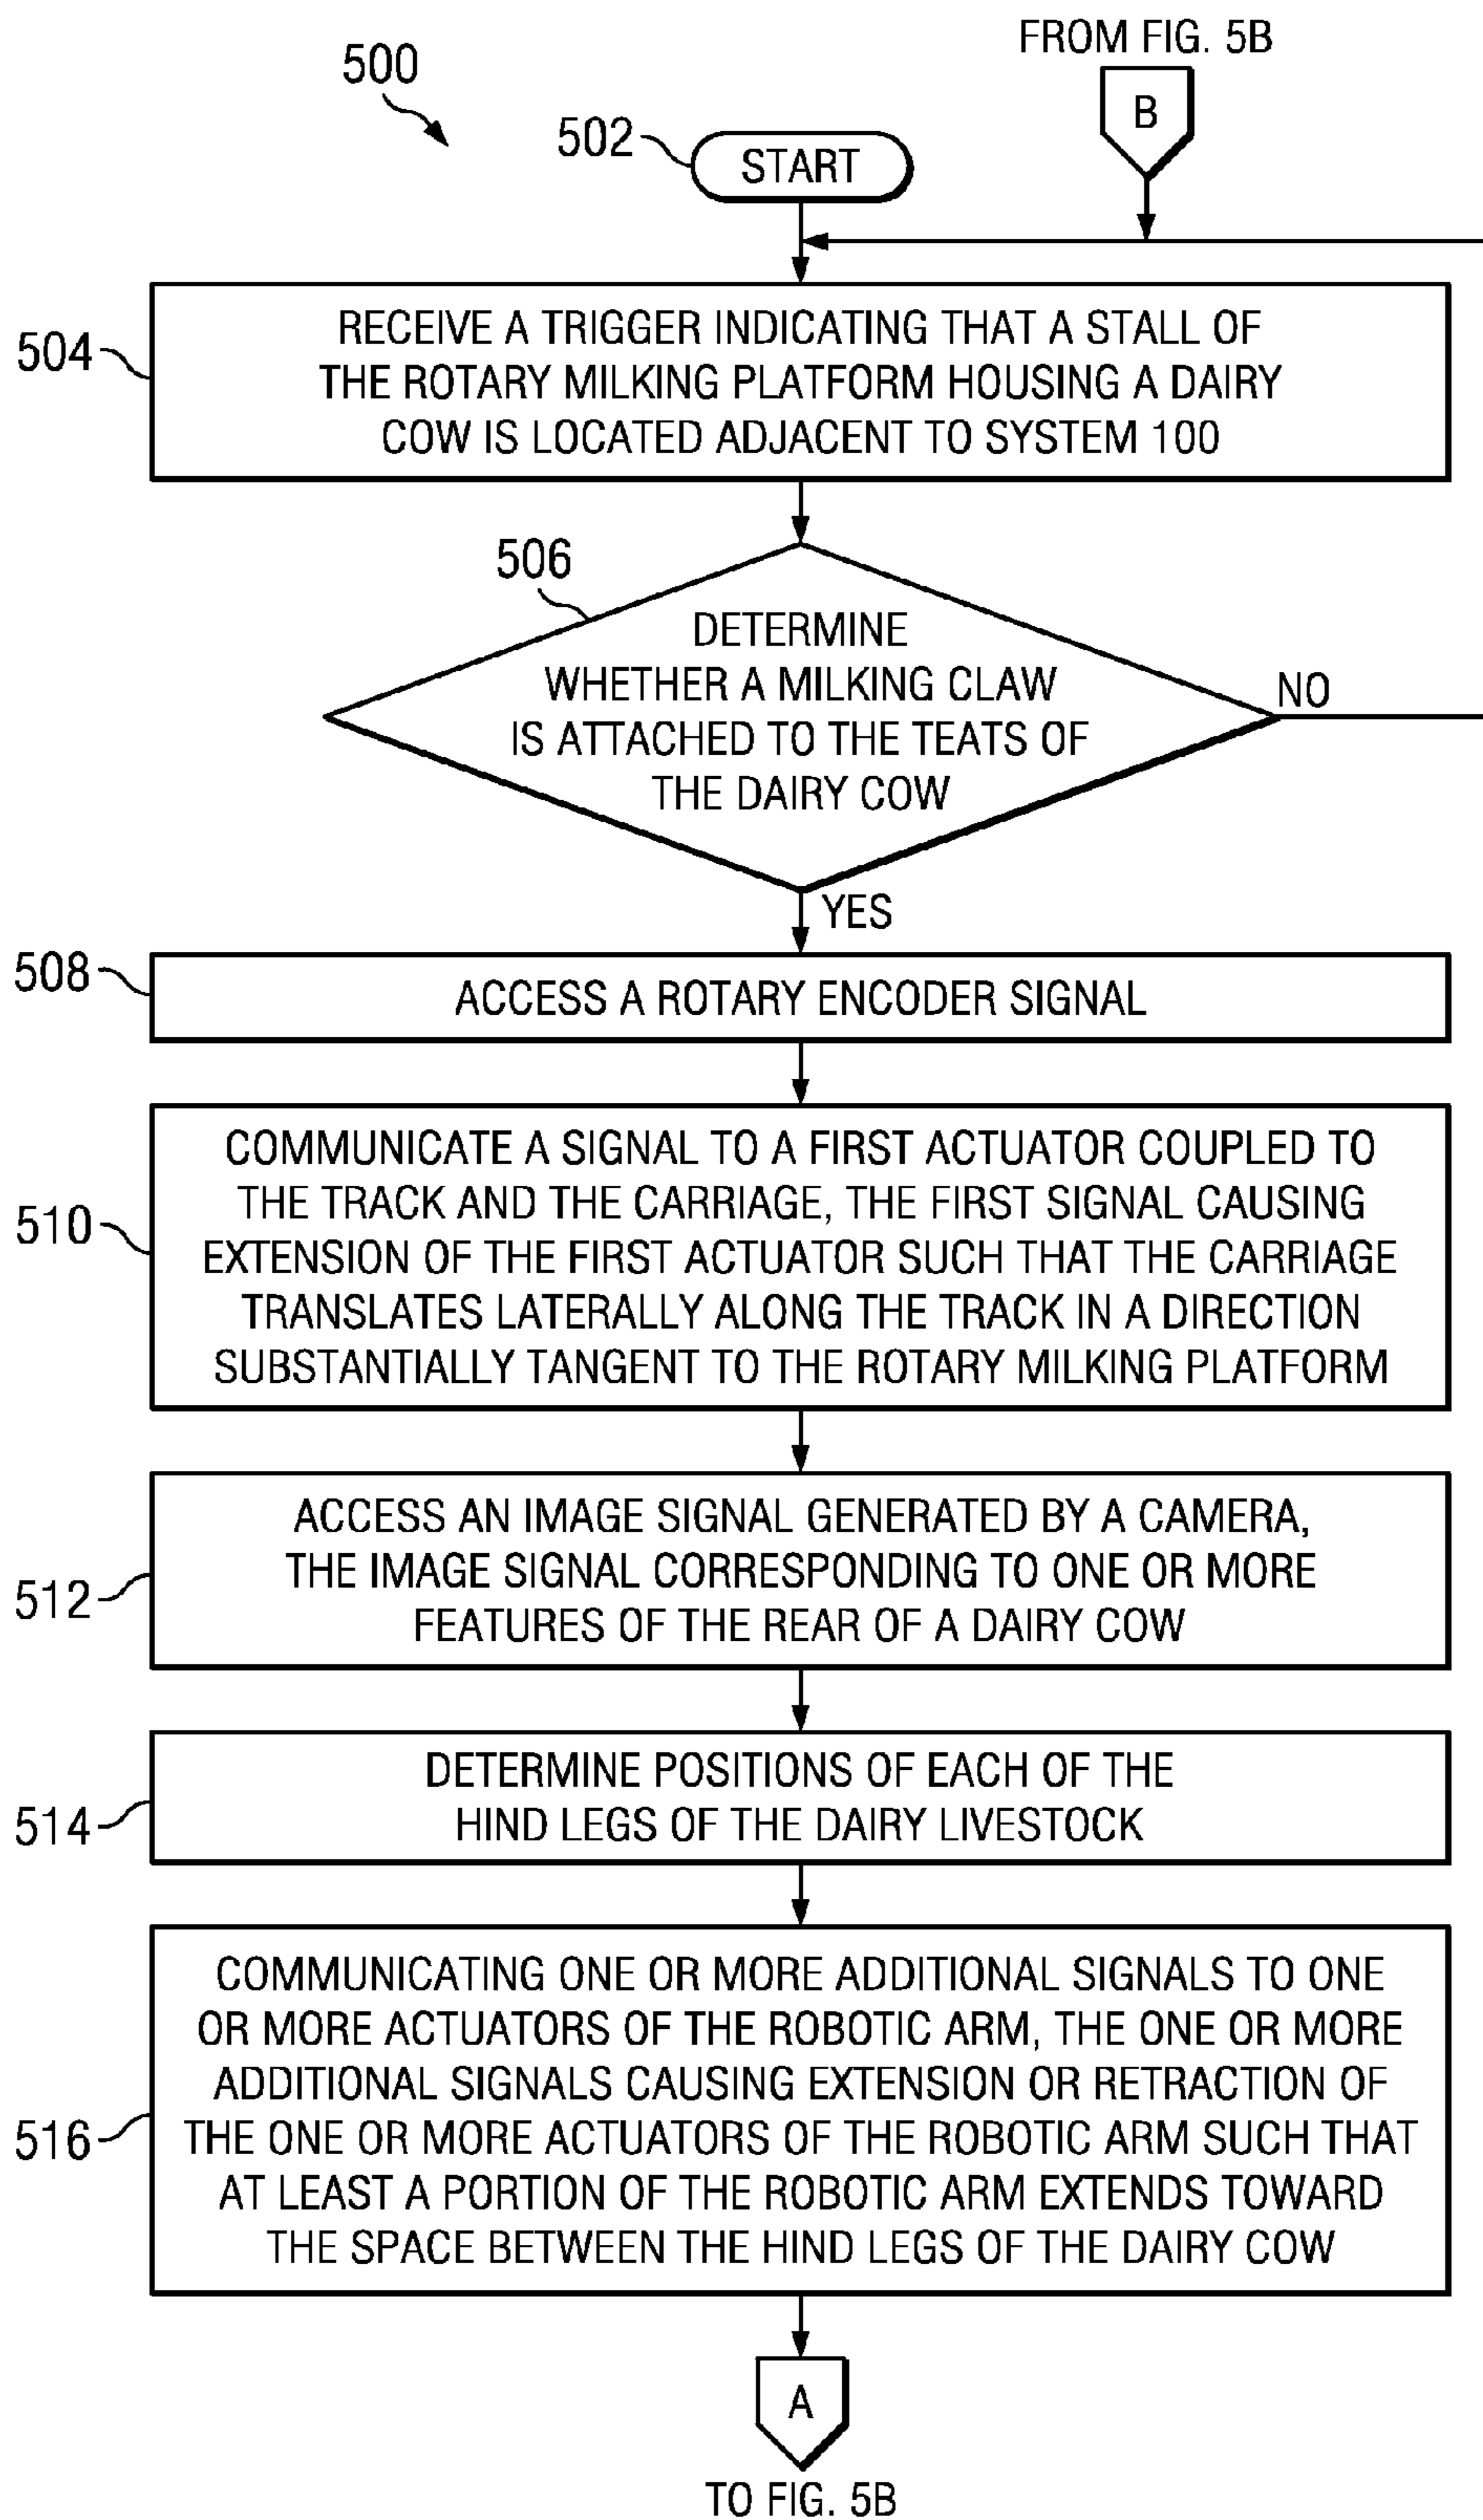 FROM FIG. 5B
500
B
502
START
504
RECEIVE A TRIGGER INDICATING THAT A STALL OF
THE ROTARY MILKING PLATFORM HOUSING A DAIRY
COW IS LOCATED ADJACENT TO SYSTEM 100
506
DETERMINE
WHETHER A MILKING CLAW
IS ATTACHED TO THE TEATS OF
THE DAIRY COW
NO
YES
508
ACCESS A ROTARY ENCODER SIGNAL
510
COMMUNICATE A SIGNAL TO A FIRST ACTUATOR COUPLED TO
THE TRACK AND THE CARRIAGE, THE FIRST SIGNAL CAUSING
EXTENSION OF THE FIRST ACTUATOR SUCH THAT THE CARRIAGE
TRANSLATES LATERALLY ALONG THE TRACK IN A DIRECTION
SUBSTANTIALLY TANGENT TO THE ROTARY MILKING PLATFORM
512
ACCESS AN IMAGE SIGNAL GENERATED BY A CAMERA,
THE IMAGE SIGNAL CORRESPONDING TO ONE OR MORE
FEATURES OF THE REAR OF A DAIRY COW
514
DETERMINE POSITIONS OF EACH OF THE
HIND LEGS OF THE DAIRY LIVESTOCK
516
COMMUNICATING ONE OR MORE ADDITIONAL SIGNALS TO ONE
OR MORE ACTUATORS OF THE ROBOTIC ARM, THE ONE OR MORE
ADDITIONAL SIGNALS CAUSING EXTENSION OR RETRACTION OF
THE ONE OR MORE ACTUATORS OF THE ROBOTIC ARM SUCH THAT
AT LEAST A PORTION OF THE ROBOTIC ARM EXTENDS TOWARD
THE SPACE BETWEEN THE HIND LEGS OF THE DAIRY COW
A
TO FIG. 5B